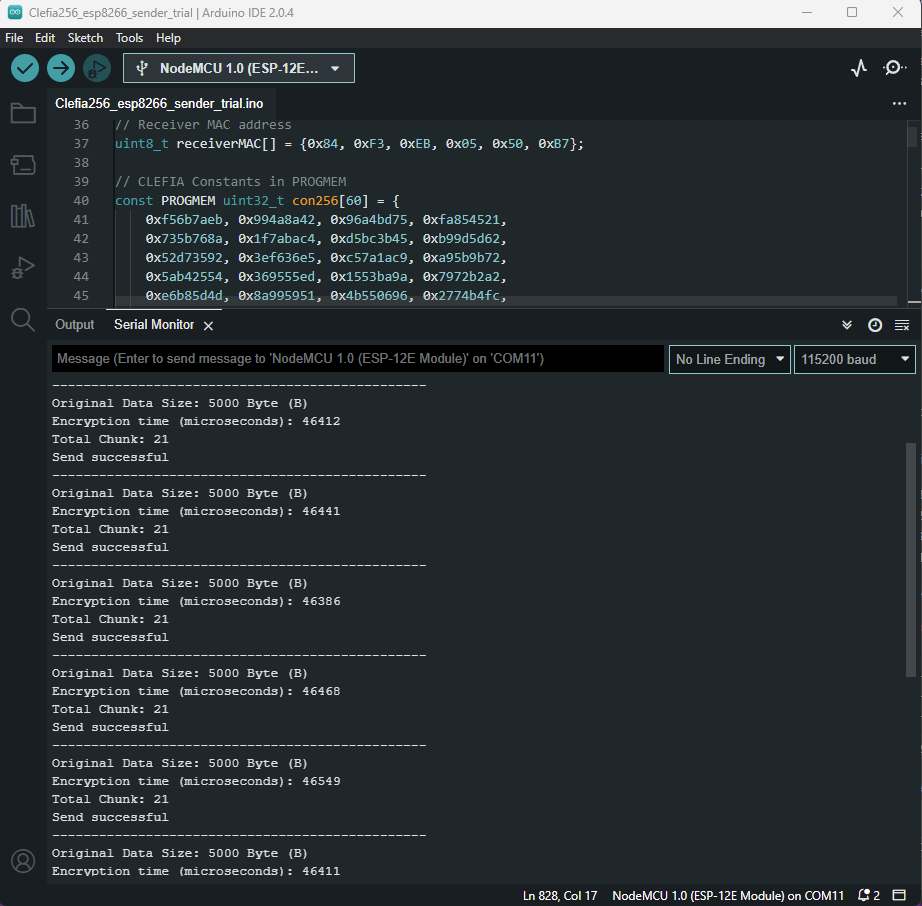 Clefia256_esp8266_sender_trial | Arduino IDE 2.0.4
File Edit Sketch Tools Help
NodeMCU 1.0 (ESP-12E...
Clefia256_esp8266_sender_trial.ino
36 // Receiver MAC address
37 uint8_t receiverMAC[] = {0x84, 0xF3, 0xEB, 0x05, 0x50, 0xB7};
38
39 // CLEFIA Constants in PROGMEM
40 const PROGMEM uint32_t con256[60] = {
41 0xf56b7aeb, 0x994a8a42, 0x96a4bd75, 0xfa854521,
42 0x735b768a, 0x1f7abac4, 0xd5bc3b45, 0xb99d5d62,
43 0x52d73592, 0x3ef636e5, 0xc57a1ac9, 0xa95b9b72,
44 0x5ab42554, 0x369555ed, 0x1553ba9a, 0x7972b2a2,
45 0xe6b85d4d, 0x8a995951, 0x4b550696, 0x2774b4fc,
Output Serial Monitor
Message (Enter to send message to 'NodeMCU 1.0 (ESP-12E Module)' on 'COM11') No Line Ending 115200 baud
------------------------------------------------
Original Data Size: 5000 Byte (B)
Encryption time (microseconds): 46412
Total Chunk: 21
Send successful
------------------------------------------------
Original Data Size: 5000 Byte (B)
Encryption time (microseconds): 46441
Total Chunk: 21
Send successful
------------------------------------------------
Original Data Size: 5000 Byte (B)
Encryption time (microseconds): 46386
Total Chunk: 21
Send successful
------------------------------------------------
Original Data Size: 5000 Byte (B)
Encryption time (microseconds): 46468
Total Chunk: 21
Send successful
------------------------------------------------
Original Data Size: 5000 Byte (B)
Encryption time (microseconds): 46549
Total Chunk: 21
Send successful
------------------------------------------------
Original Data Size: 5000 Byte (B)
Encryption time (microseconds): 46411
Ln 828, Col 17 NodeMCU 1.0 (ESP-12E Module) on COM11 2